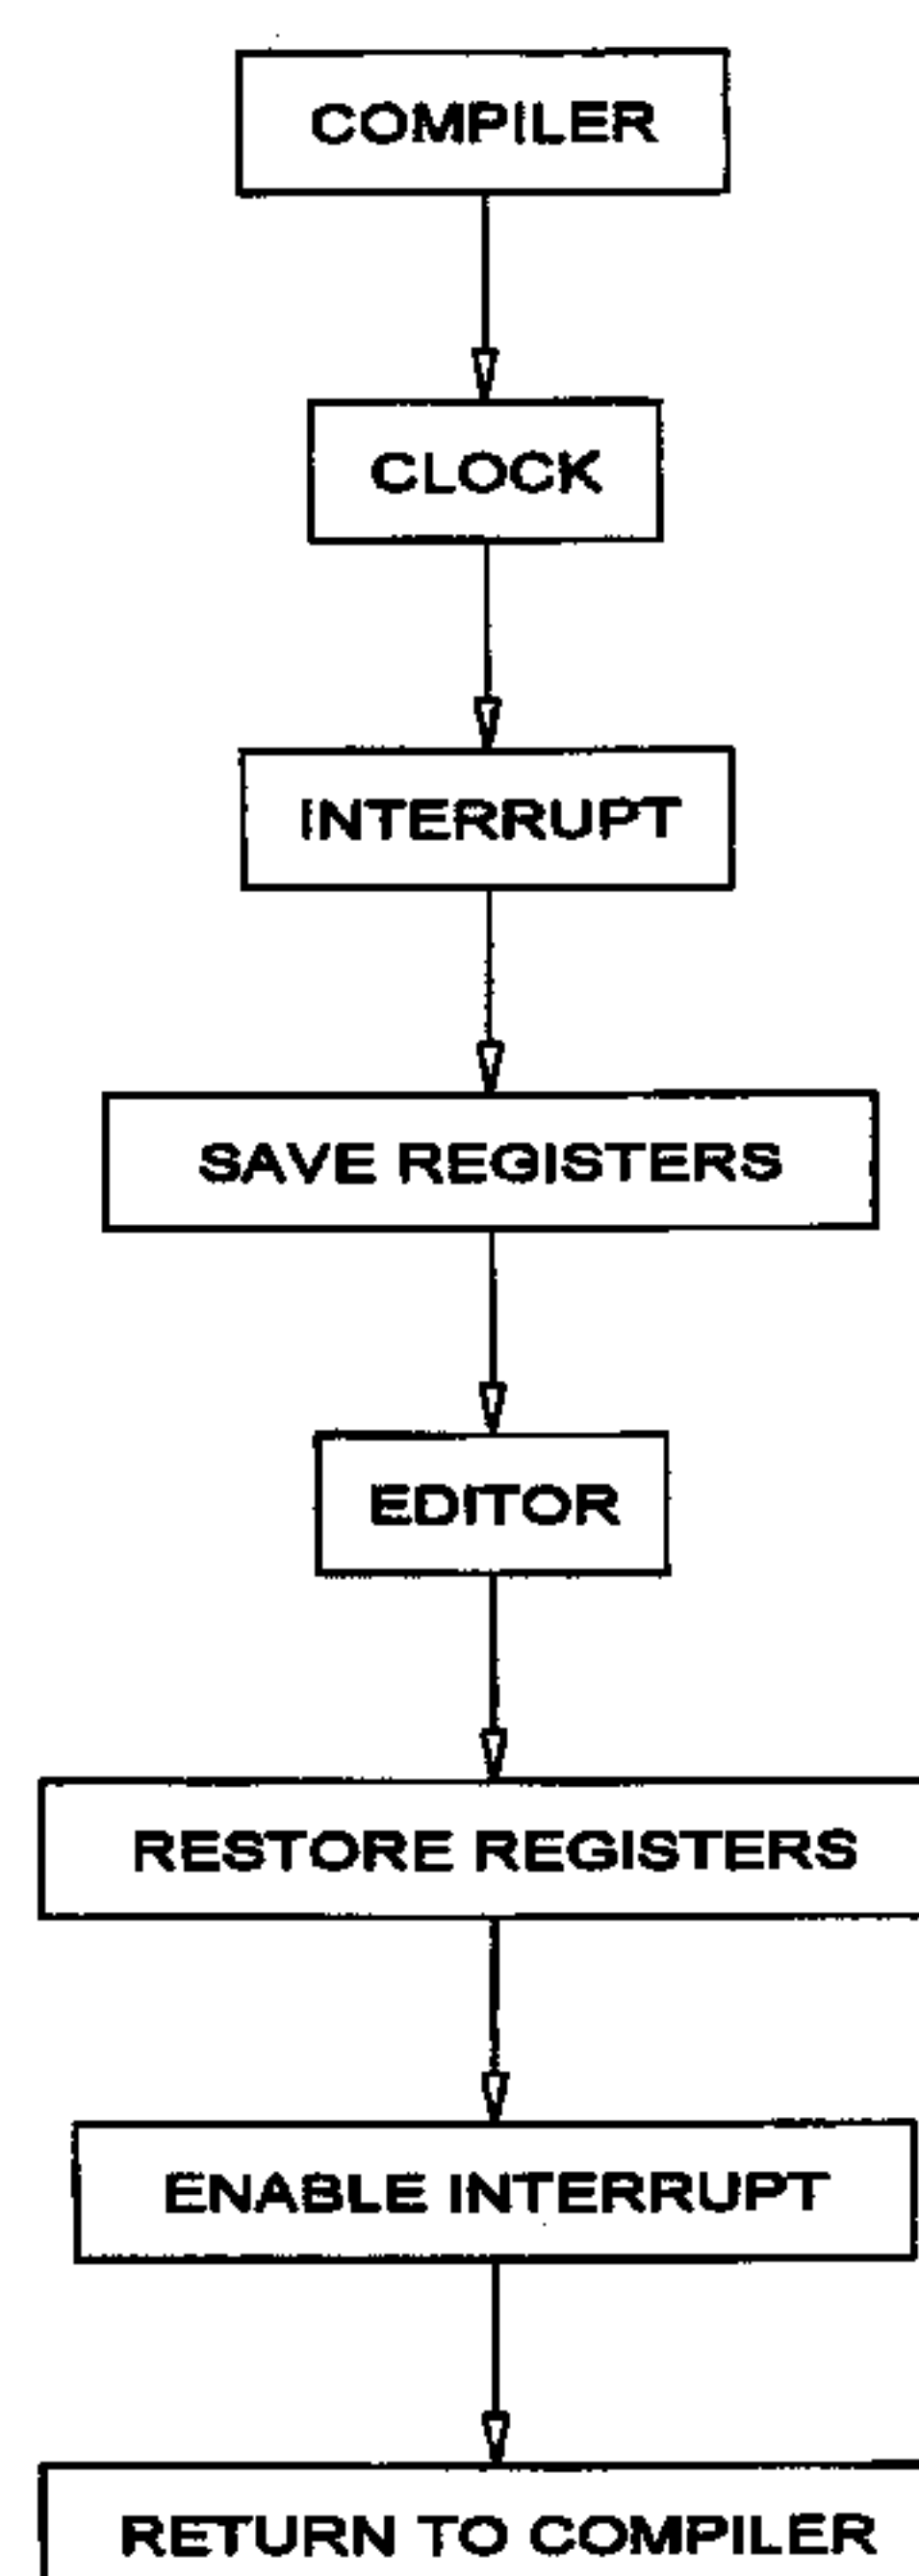 COMPILER
CLOCK
INTERRUPT
SAVE REGISTERS
EDITOR
RESTORE REGISTERS
ENABLE INTERRUPT
RETURN TO COMPILER